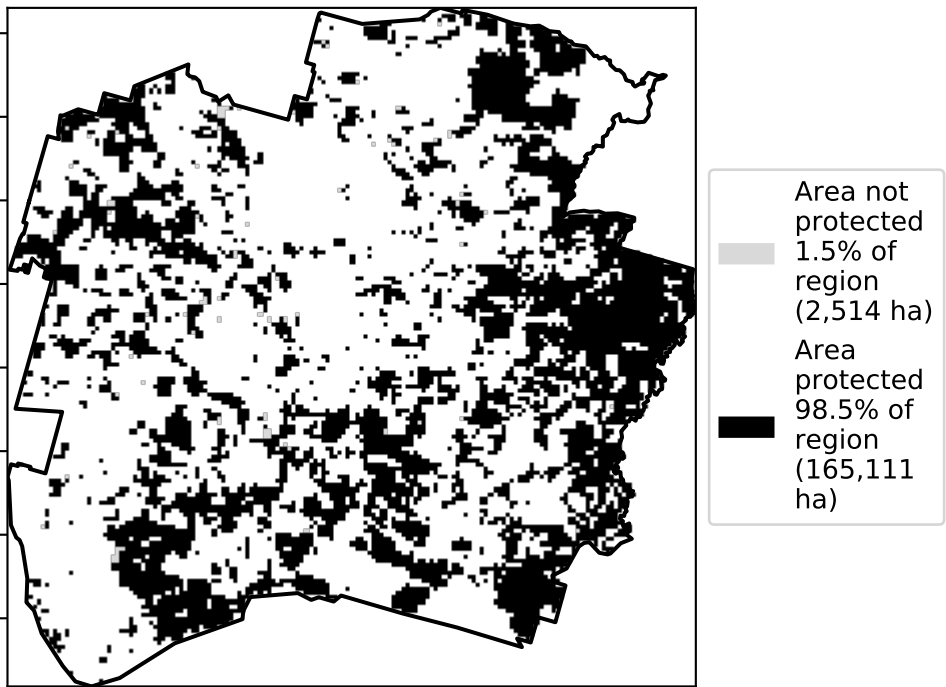 Area not
protected
1.5% of
region
(2,514 ha)
Area
protected
98.5% of
region
(165,111
ha)